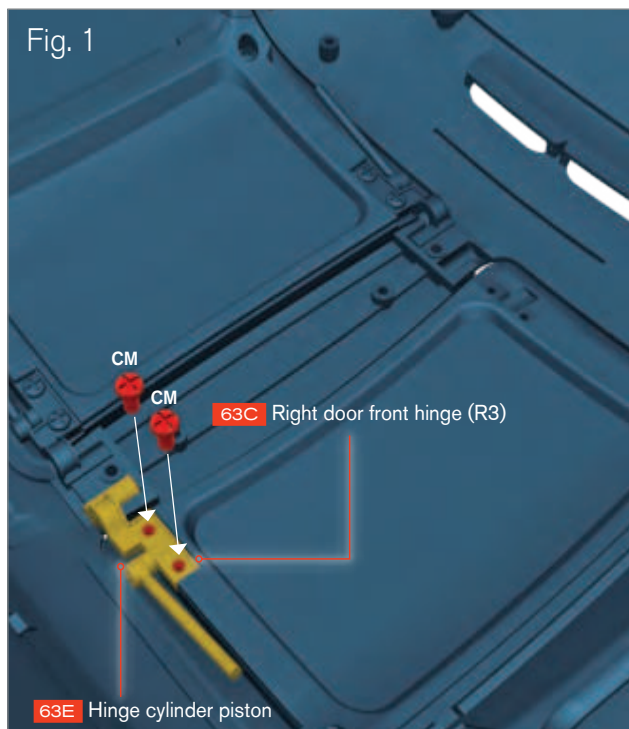 Fig. 1
CM
CM
63C Right door front hinge (R3)
63E Hinge cylinder piston